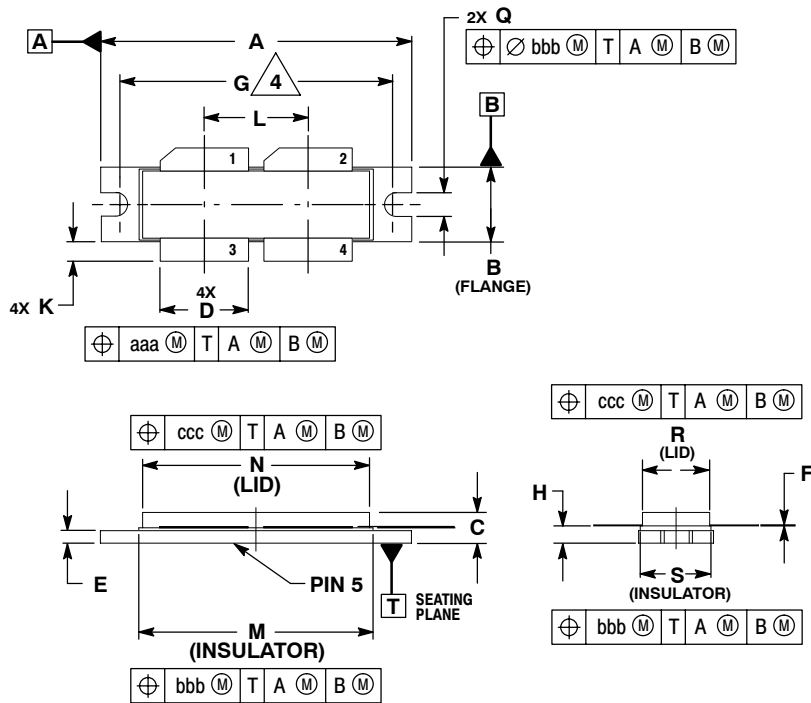 2X Q
⌖ ∅ bbb Ⓜ T A Ⓜ B Ⓜ
A
A
G 4
B
L
1 2
3 4
B
(FLANGE)
4X K
4X
D
⌖ aaa Ⓜ T A Ⓜ B Ⓜ
⌖ ccc Ⓜ T A Ⓜ B Ⓜ
N
(LID)
C
E
PIN 5
T SEATING
PLANE
M
(INSULATOR)
⌖ bbb Ⓜ T A Ⓜ B Ⓜ
⌖ ccc Ⓜ T A Ⓜ B Ⓜ
R
(LID)
F
H
S
(INSULATOR)
⌖ bbb Ⓜ T A Ⓜ B Ⓜ